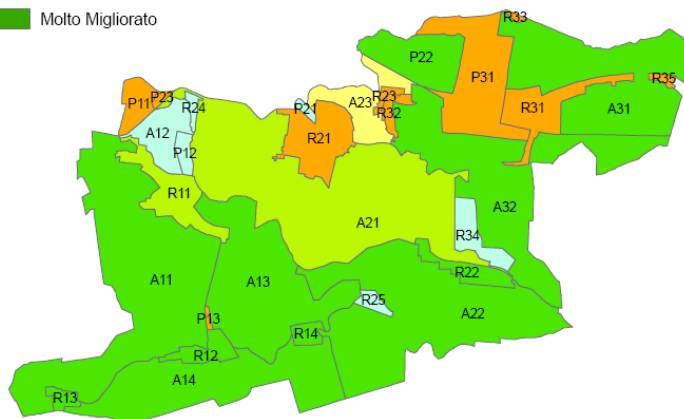 Molto Migliorato
R33
P22
P31
R35
P23
P11
R24
R23
P21
A23
R32
R31
A31
A12
R21
P12
R11
A21
A32
R34
A11
A13
R22
R25
A22
P13
R14
R12
A14
R13